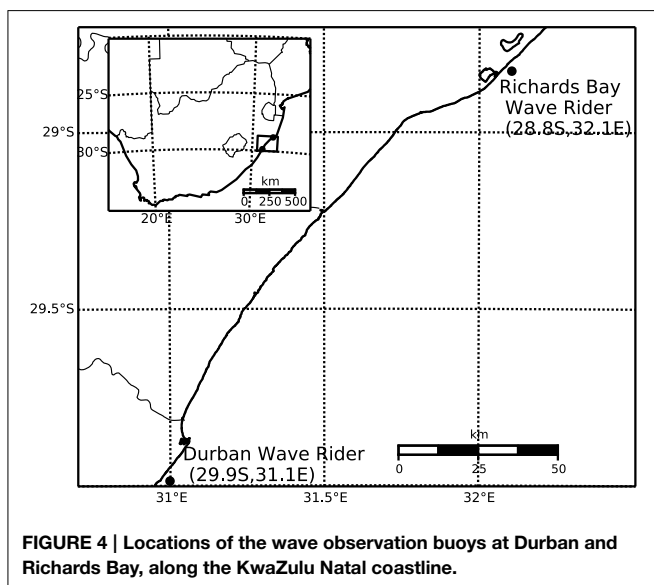 25°S
30°S
20°E
30°E
km
0 250 500
Richards Bay
Wave Rider
(28.8S,32.1E)
29°S
29.5°S
Durban Wave Rider
(29.9S,31.1E)
km
0 25 50
31°E
31.5°E
32°E
FIGURE 4 | Locations of the wave observation buoys at Durban and
Richards Bay, along the KwaZulu Natal coastline.